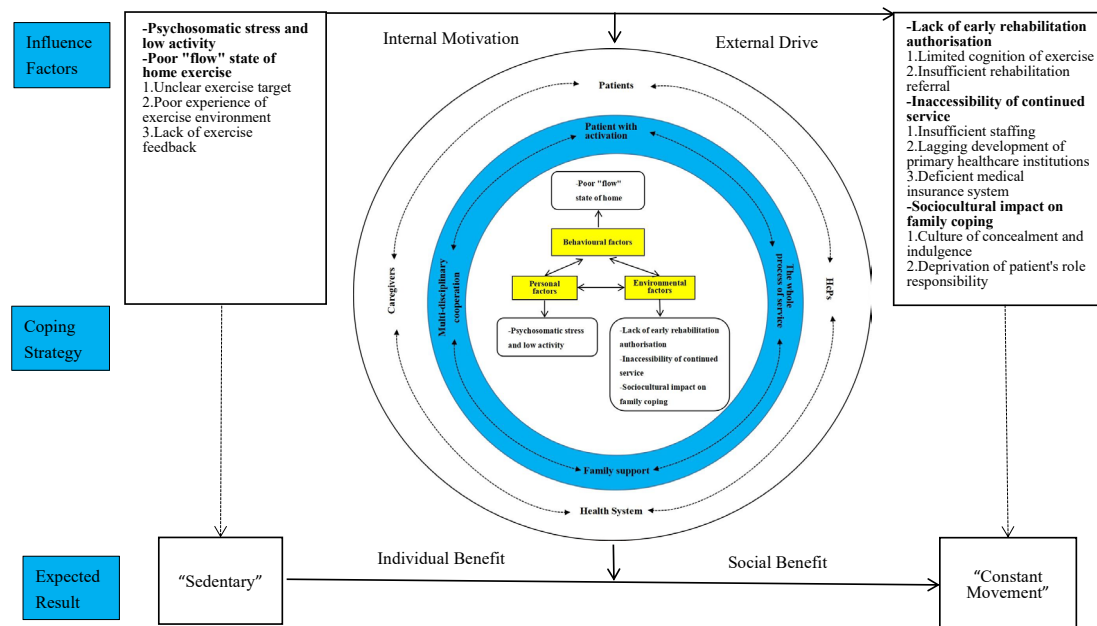 Influence
Factors
-Psychosomatic stress and
low activity
-Poor "flow" state of
home exercise
1.Unclear exercise target
2.Poor experience of
exercise environment
3.Lack of exercise
feedback
Internal Motivation
External Drive
-Lack of early rehabilitation
authorisation
1.Limited cognition of exercise
2.Insufficient rehabilitation
referral
-Inaccessibility of continued
service
1.Insufficient staffing
2.Lagging development of
primary healthcare institutions
3.Deficient medical
insurance system
-Sociocultural impact on
family coping
1.Culture of concealment and
indulgence
2.Deprivation of patient's role
responsibility
Patients
Patient with
activation
-Poor "flow"
state of home
Behavioural factors
Personal
factors
Environmental
factors
-Psychosomatic stress
and low activity
-Lack of early rehabilitation
authorisation
-Inaccessibility of continued
service
-Sociocultural impact on
family coping
Caregivers
Multi-disciplinary
cooperation
The whole
process of service
HcPs
Family support
Health System
Coping
Strategy
Individual Benefit
Social Benefit
Expected
Result
“Sedentary”
“Constant
Movement”